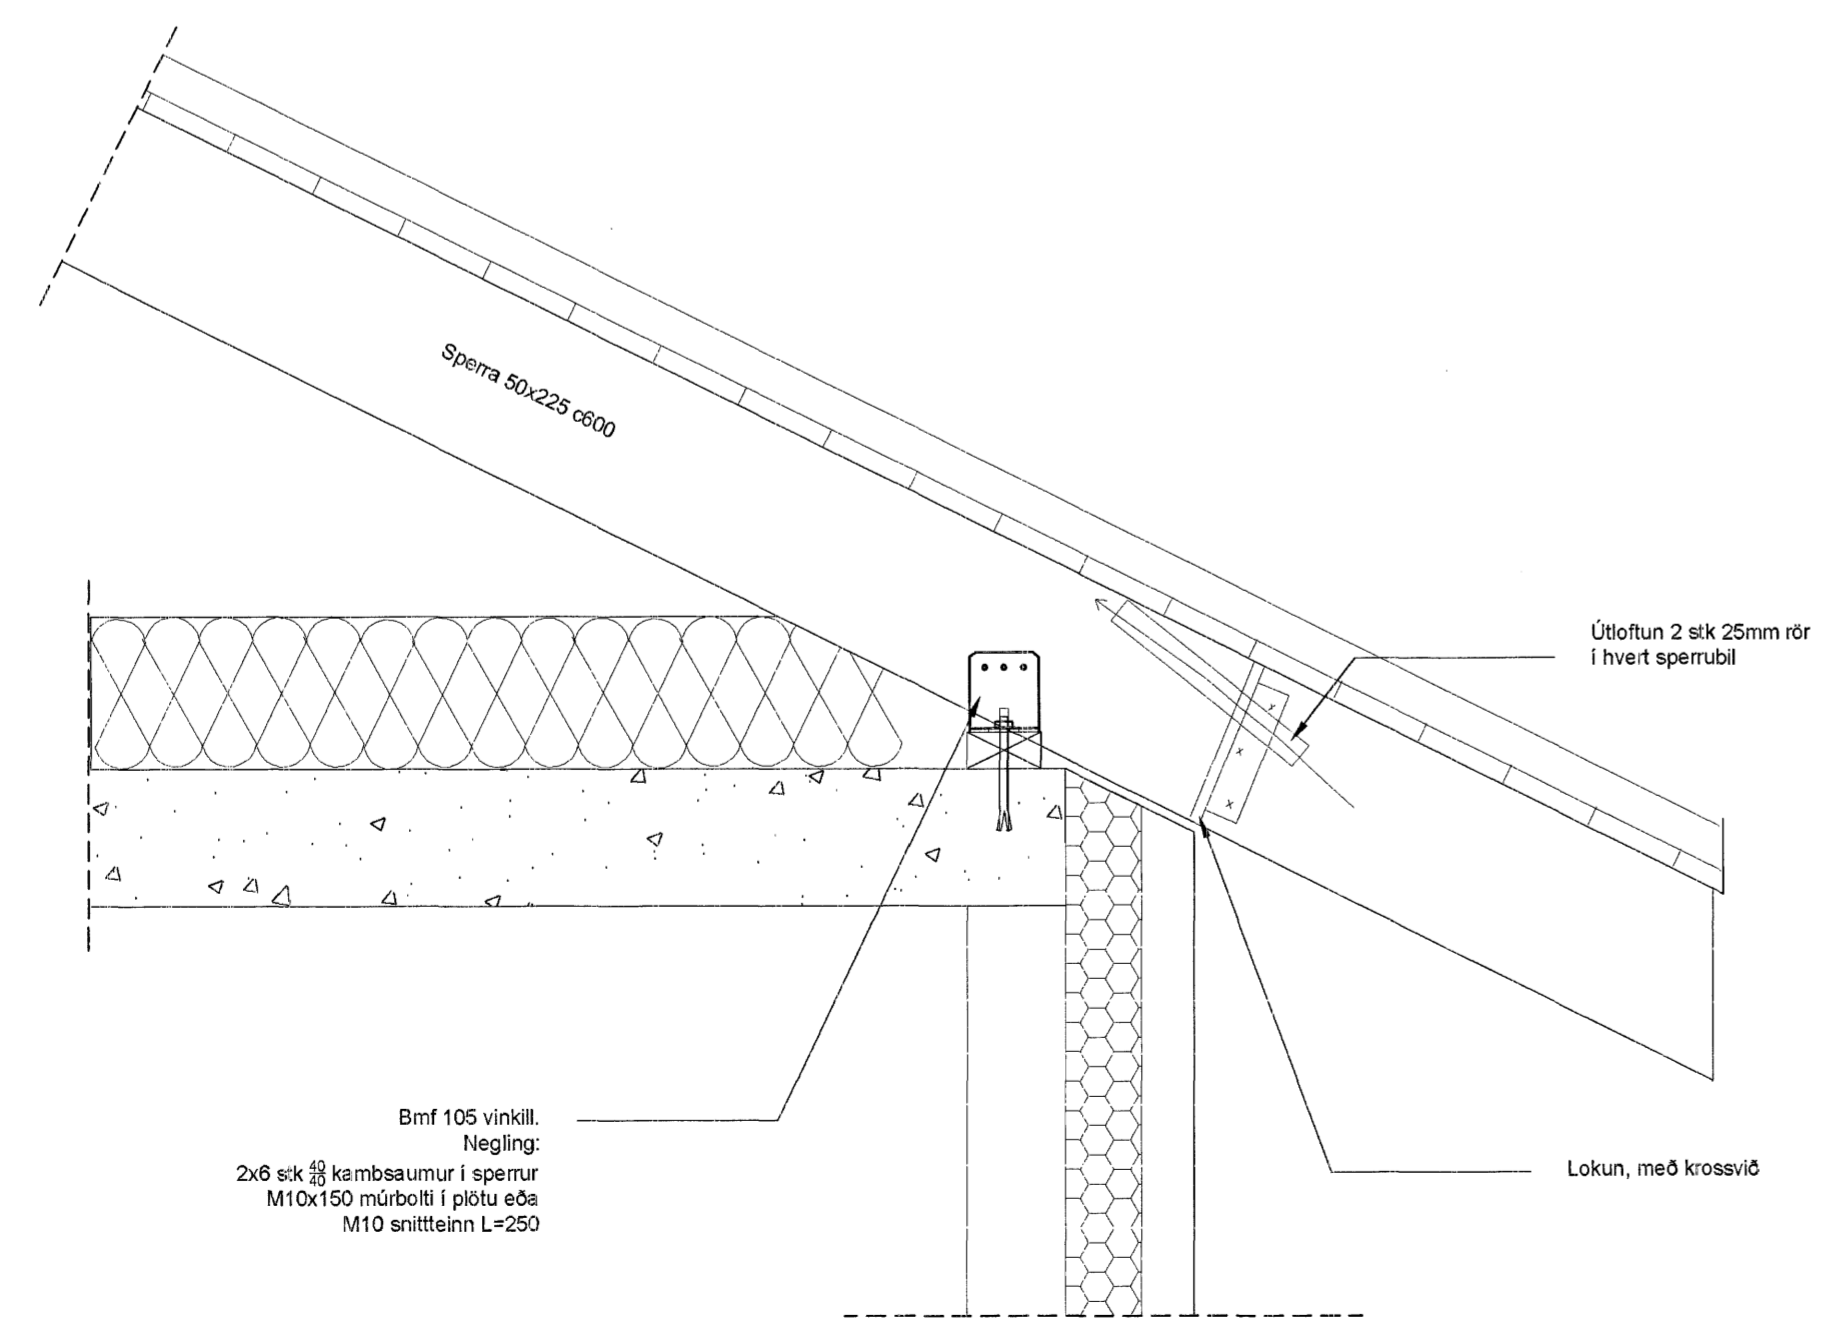 Sperra 50x225 c600
Útloftun 2 stk 25mm rör
í hvert sperrubil
Bmf 105 vinkill.
Negling:
2x6 stk 40/40 kambsaumur í sperrur
M10x150 múrbolti í plötu eða
M10 snittteinn L=250
Lokun, með krossvið